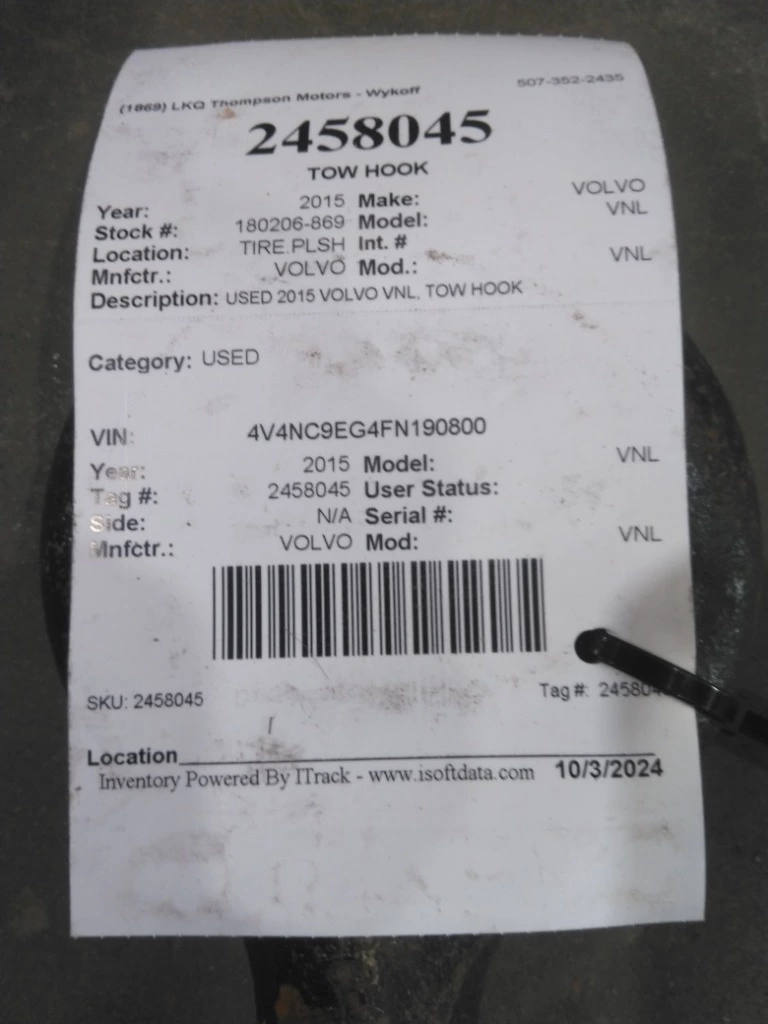 (1869) LKQ Thompson Motors - Wykoff 507-352-2435
2458045
TOW HOOK
Year: 2015 Make: VOLVO
Stock #: 180206-869 Model: VNL
Location: TIRE.PLSH Int. #
Mnfctr.: VOLVO Mod.: VNL
Description: USED 2015 VOLVO VNL, TOW HOOK
Category: USED
VIN: 4V4NC9EG4FN190800
Year: 2015 Model: VNL
Tag #: 2458045 User Status:
Side: N/A Serial #:
Mnfctr.: VOLVO Mod: VNL
SKU: 2458045 Tag #: 24580
Location
Inventory Powered By ITrack - www.isoftdata.com 10/3/2024